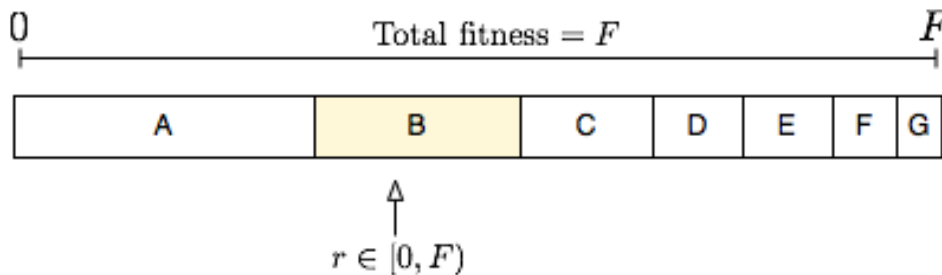 0 Total fitness = F F
A B C D E F G
r ∈ [0, F)